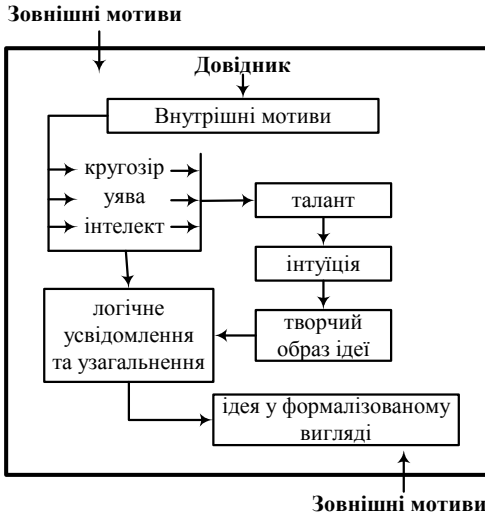 Зовнішні мотиви
Довідник
Внутрішні мотиви
кругозір
уява
інтелект
талант
інтуїція
творчий
образ ідеї
логічне
усвідомлення
та узагальнення
ідея у формалізованому
вигляді
Зовнішні мотиви